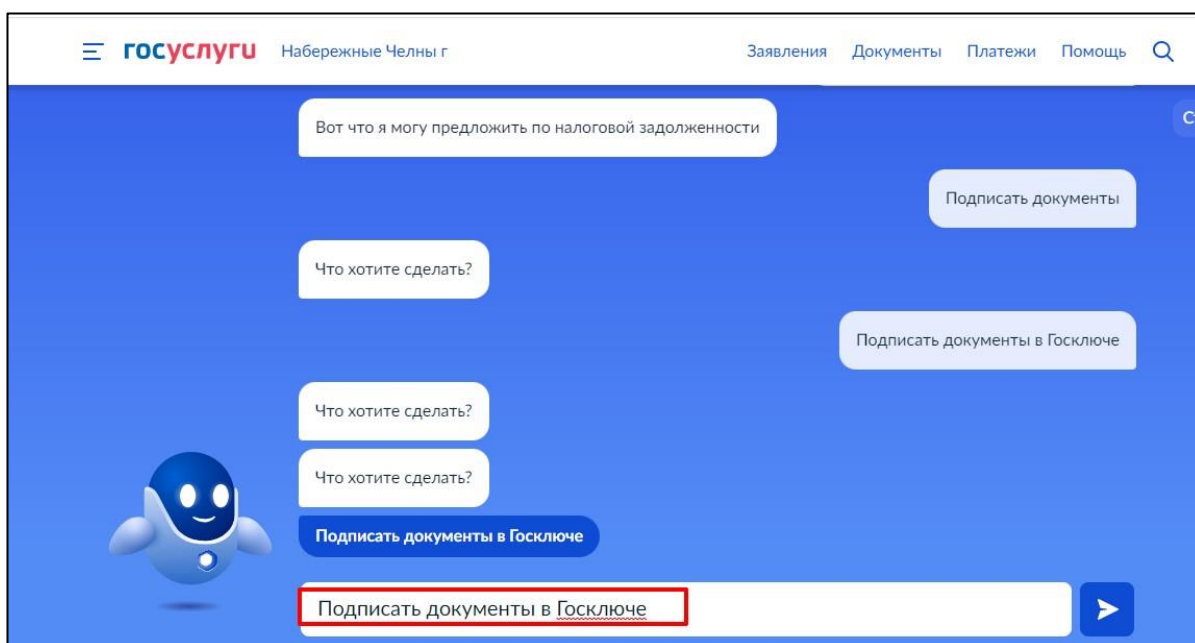 госуслуги Набережные Челны г Заявления Документы Платежи Помощь
Вот что я могу предложить по налоговой задолженности
Подписать документы
Что хотите сделать?
Подписать документы в Госключе
Что хотите сделать?
Что хотите сделать?
Подписать документы в Госключе
Подписать документы в Госключе